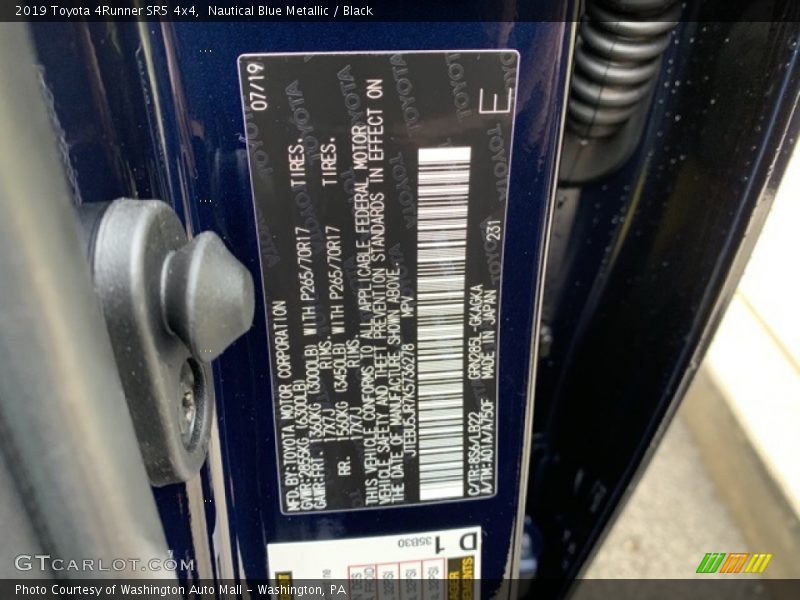 2019 Toyota 4Runner SR5 4x4, Nautical Blue Metallic / Black
07/19
MFD.BY:TOYOTA MOTOR CORPORATION
GVWR:2855KG (6300LB)
GAWR:FRT. 1360KG (3000LB) WITH P265/70R17 TIRES,
17X7J RIMS,
RR. 1560KG (3450LB) WITH P265/70R17 TIRES,
17X7J RIMS,
THIS VEHICLE CONFORMS TO ALL APPLICABLE FEDERAL MOTOR
VEHICLE SAFETY AND THEFT PREVENTION STANDARDS IN EFFECT ON
THE DATE OF MANUFACTURE SHOWN ABOVE.
JTEBU5JR7K5736278 MPV
E
C/TR:8S6/LB22 GRN285L-GKAGKA
A/TM:A01A/A750F MADE IN JAPAN 231
D1
35B30
GTCARLOT.COM
Photo Courtesy of Washington Auto Mall - Washington, PA